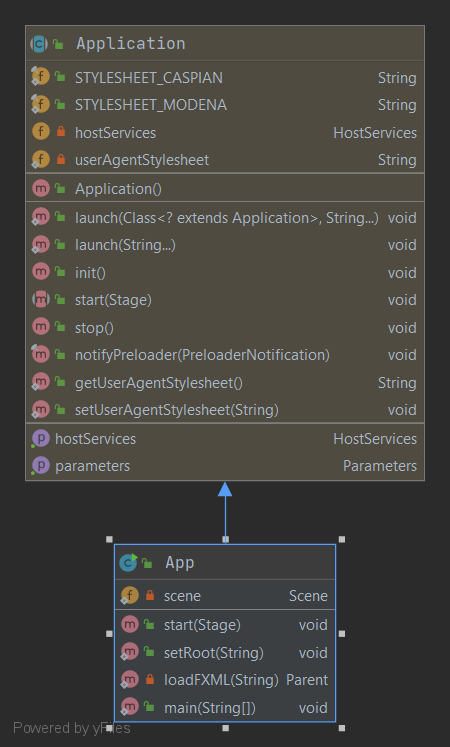 Application
STYLESHEET_CASPIAN String
STYLESHEET_MODENA String
hostServices HostServices
userAgentStylesheet String
Application()
launch(Class<? extends Application>, String...) void
launch(String...) void
init() void
start(Stage) void
stop() void
notifyPreloader(PreloaderNotification) void
getUserAgentStylesheet() String
setUserAgentStylesheet(String) void
hostServices HostServices
parameters Parameters
App
scene Scene
start(Stage) void
setRoot(String) void
loadFXML(String) Parent
main(String[]) void
Powered by yFiles